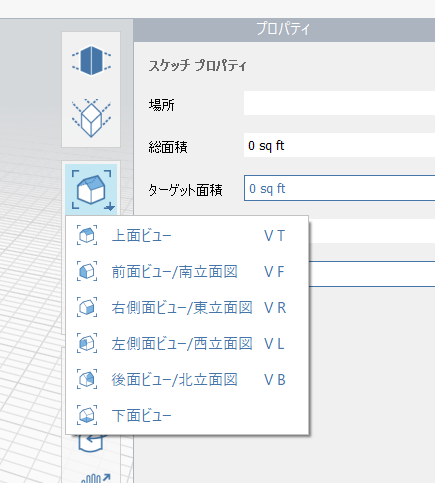 プロパティ
スケッチ プロパティ
場所
総面積
0 sq ft
ターゲット面積
0 sq ft
上面ビュー V T
前面ビュー/南立面図 V F
右側面ビュー/東立面図 V R
左側面ビュー/西立面図 V L
後面ビュー/北立面図 V B
下面ビュー